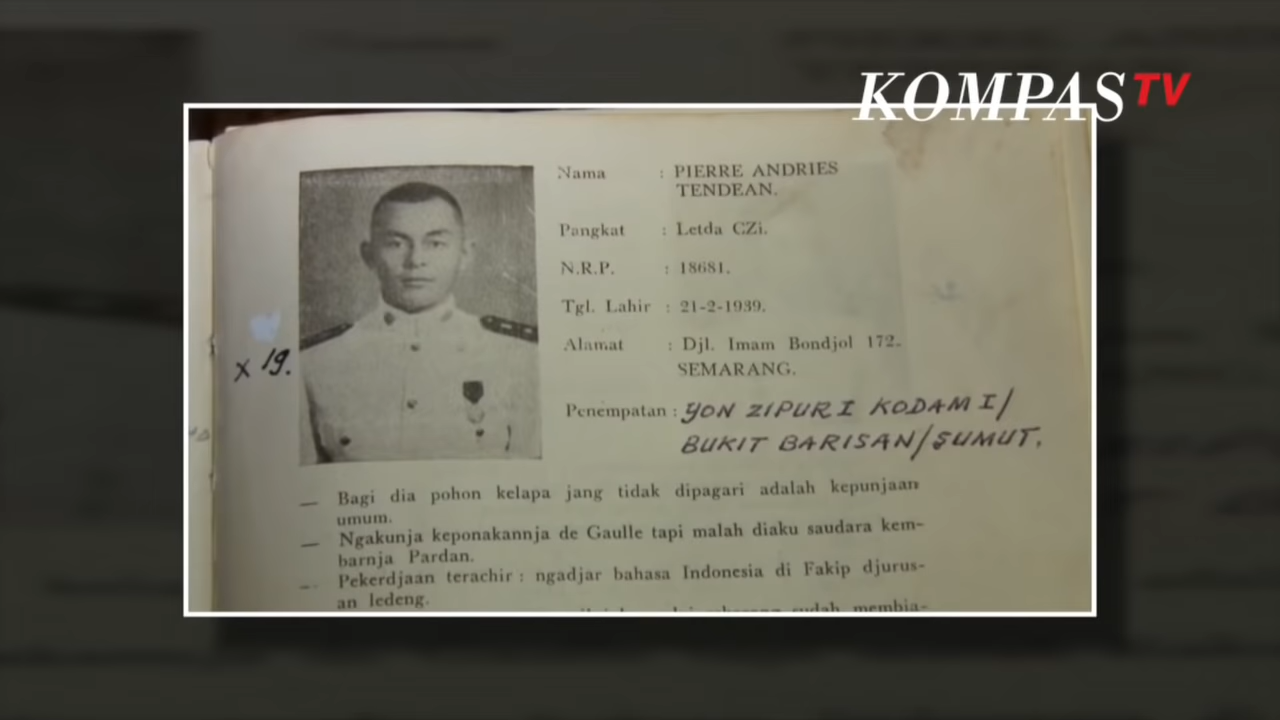 KOMPASTV
Nama : PIERRE ANDRIES
TENDEAN.
Pangkat : Letda CZi.
N.R.P. : 18681.
Tgl. Lahir : 21-2-1939.
Alamat : Djl. Imam Bondjol 172.
SEMARANG.
x 19.
Penempatan : YON ZIPUR I KODAM I/
BUKIT BARISAN/SUMUT.
— Bagi dia pohon kelapa jang tidak dipagari adalah kepunjaan
umum.
— Ngakunja keponakannja de Gaulle tapi malah diaku saudara kem-
barnja Pardan.
— Pekerdjaan terachir : ngadjar bahasa Indonesia di Fakip djurus-
an ledeng.
sudah membia-